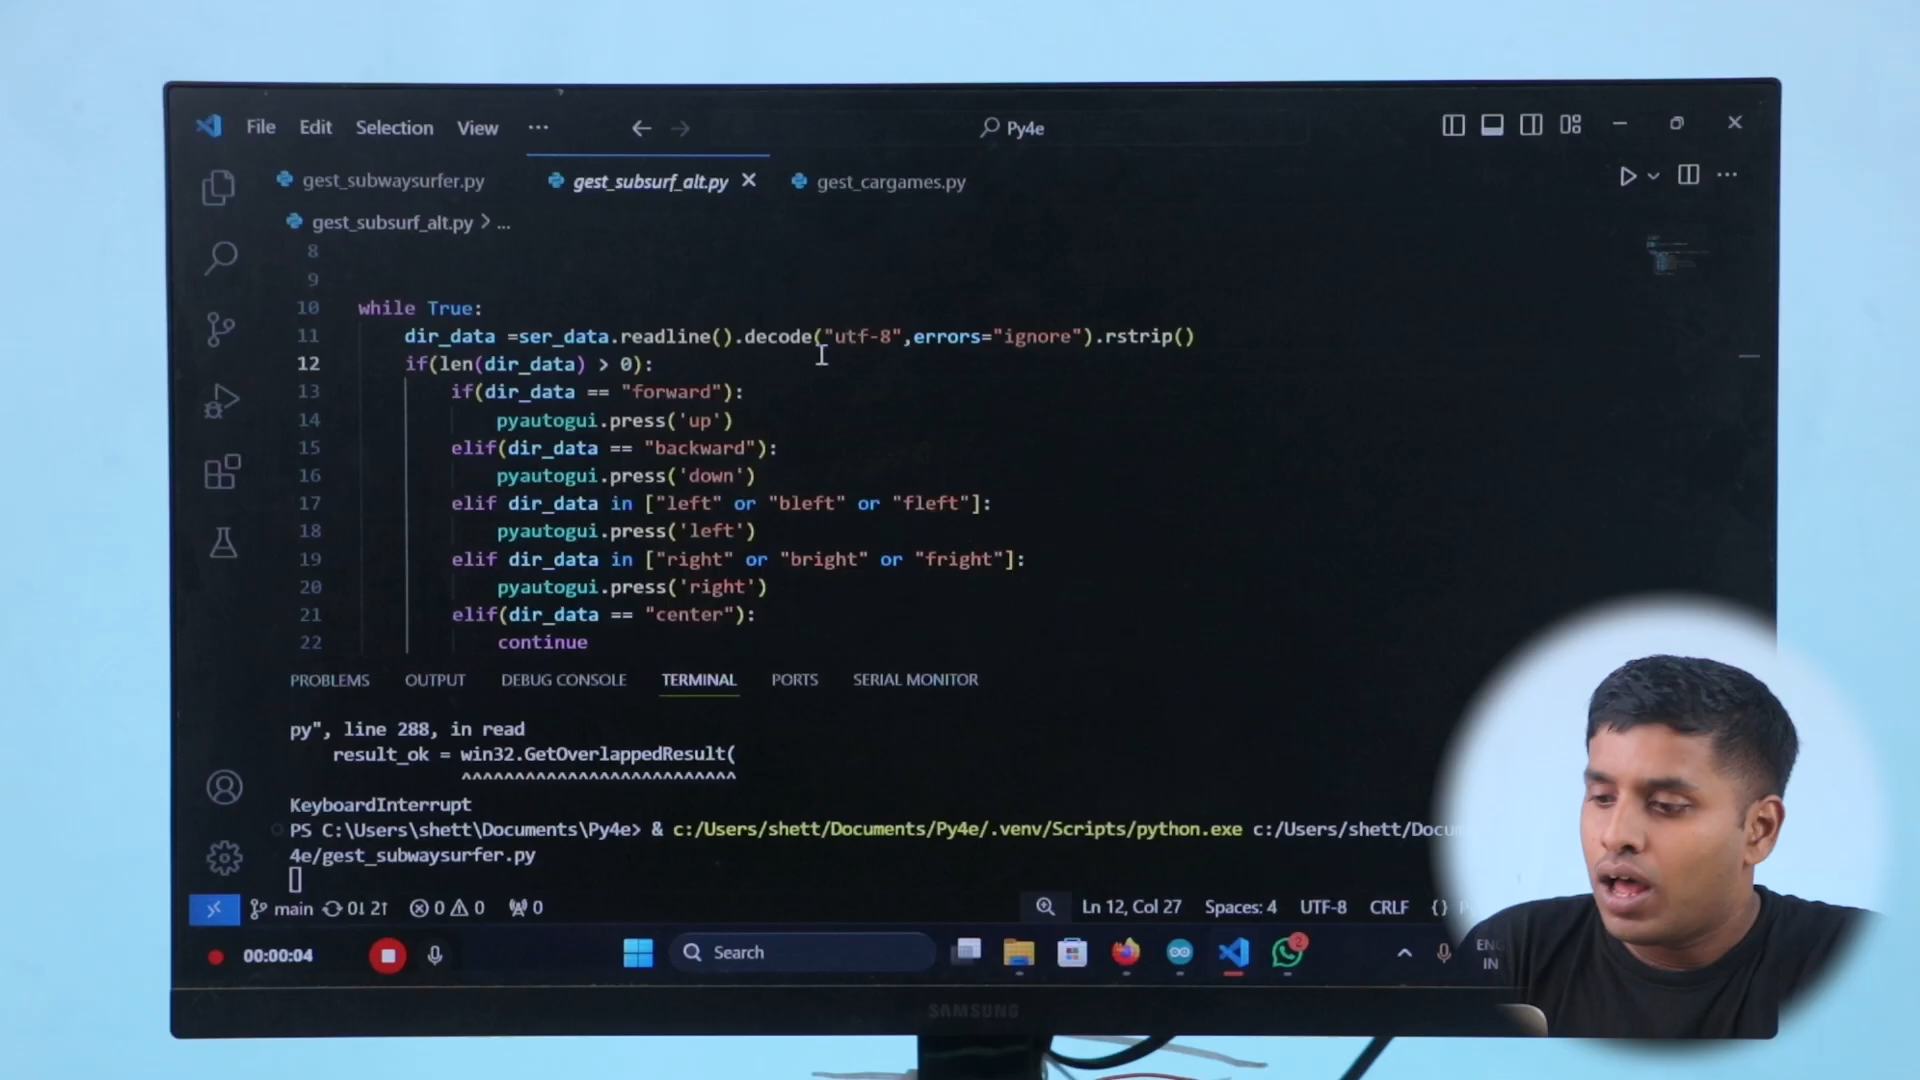 File Edit Selection View ··· Py4e
gest_subwaysurfer.py gest_subsurf_alt.py gest_cargames.py
gest_subsurf_alt.py > ...
8
9
10 while True:
11 dir_data =ser_data.readline().decode("utf-8",errors="ignore").rstrip()
12 if(len(dir_data) > 0):
13 if(dir_data == "forward"):
14 pyautogui.press('up')
15 elif(dir_data == "backward"):
16 pyautogui.press('down')
17 elif dir_data in ["left" or "bleft" or "fleft"]:
18 pyautogui.press('left')
19 elif dir_data in ["right" or "bright" or "fright"]:
20 pyautogui.press('right')
21 elif(dir_data == "center"):
22 continue
PROBLEMS OUTPUT DEBUG CONSOLE TERMINAL PORTS SERIAL MONITOR
py", line 288, in read
result_ok = win32.GetOverlappedResult(
^^^^^^^^^^^^^^^^^^^^^^^^^^
KeyboardInterrupt
PS C:\Users\shett\Documents\Py4e> & c:/Users/shett/Documents/Py4e/.venv/Scripts/python.exe c:/Users/shett/Docum
4e/gest_subwaysurfer.py
main 0↓ 2↑ 0 0 0 Ln 12, Col 27 Spaces: 4 UTF-8 CRLF {}
00:00:04 Search 2 ENG
IN
SAMSUNG